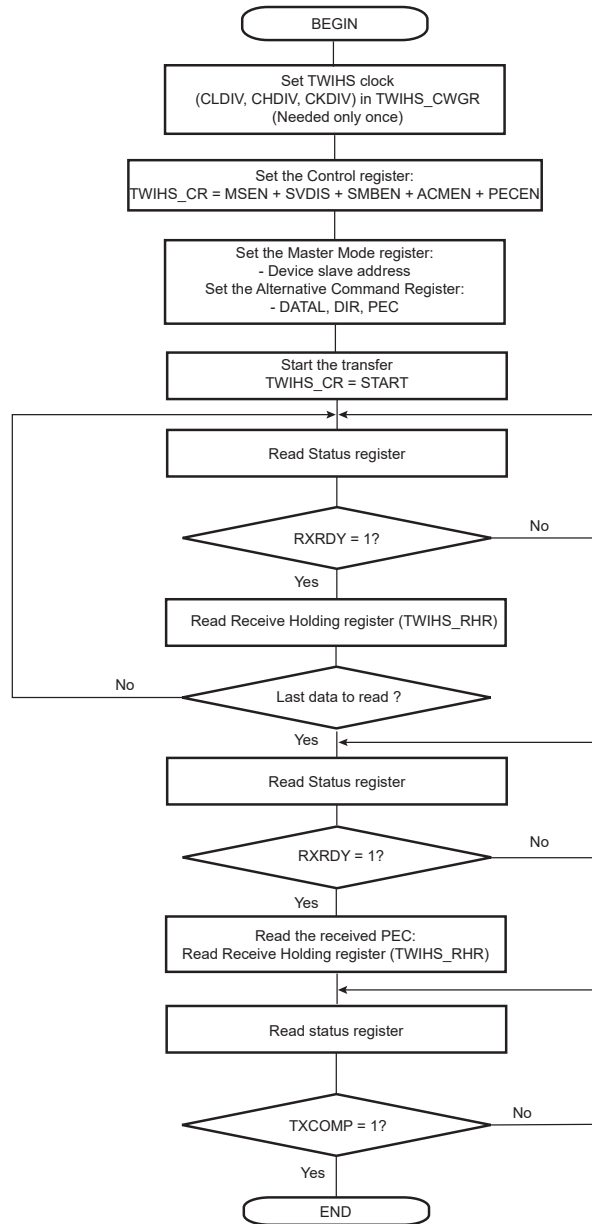 BEGIN
Set TWIHS clock
(CLDIV, CHDIV, CKDIV) in TWIHS_CWGR
(Needed only once)
Set the Control register:
TWIHS_CR = MSEN + SVDIS + SMBEN + ACMEN + PECEN
Set the Master Mode register:
- Device slave address
Set the Alternative Command Register:
- DATAL, DIR, PEC
Start the transfer
TWIHS_CR = START
Read Status register
RXRDY = 1?
No
Yes
Read Receive Holding register (TWIHS_RHR)
No
Last data to read ?
Yes
Read Status register
RXRDY = 1?
No
Yes
Read the received PEC:
Read Receive Holding register (TWIHS_RHR)
Read status register
TXCOMP = 1?
No
Yes
END